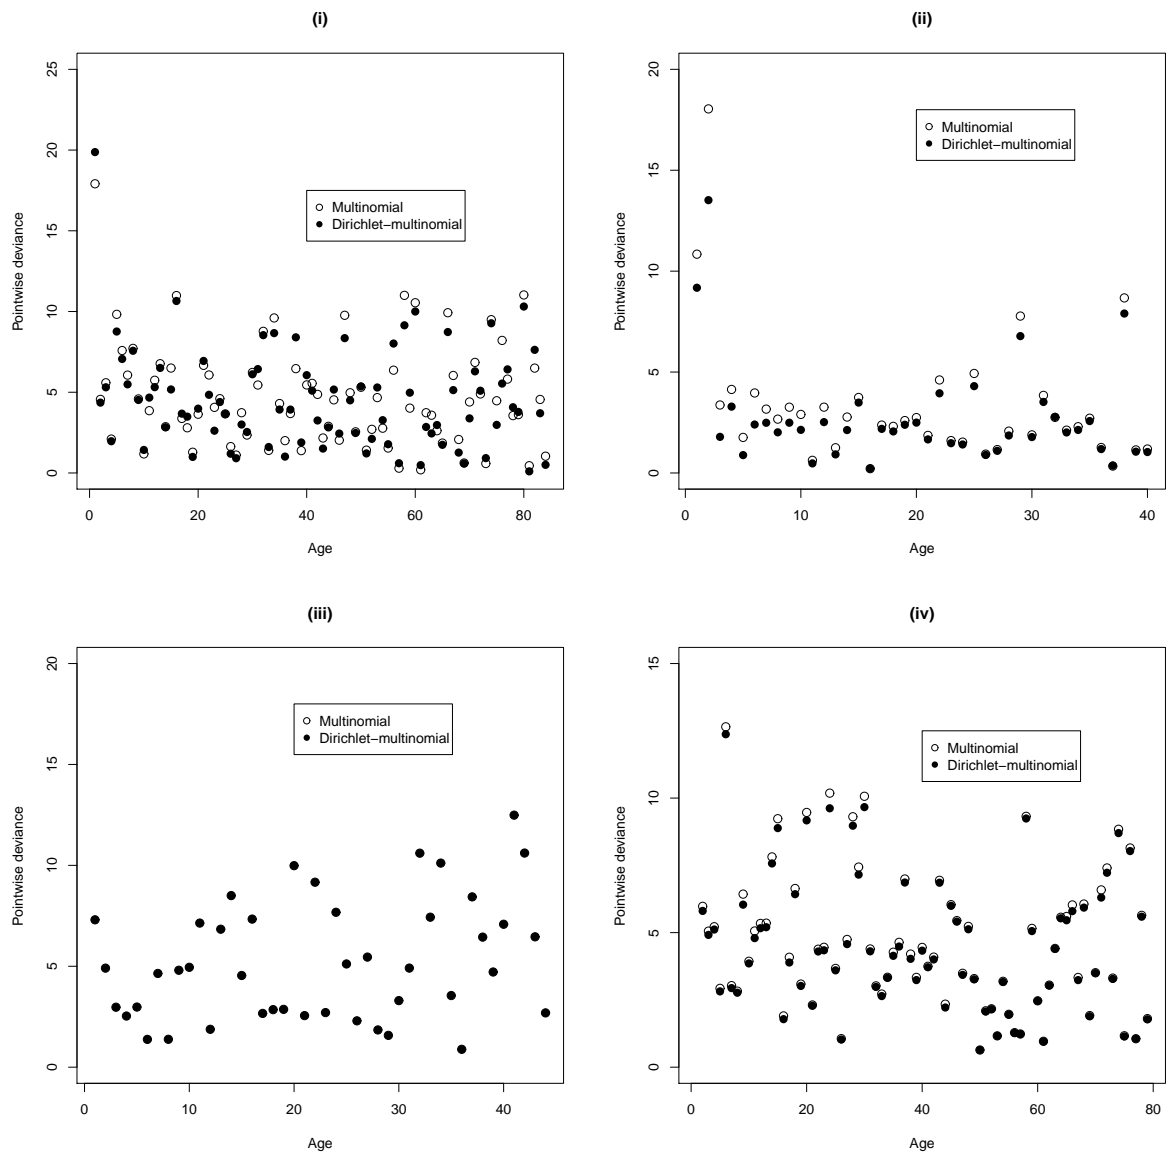 (i)
25
20
15
10
5
0
Pointwise deviance
Multinomial
Dirichlet−multinomial
0 20 40 60 80
Age
(ii)
20
15
10
5
0
Pointwise deviance
Multinomial
Dirichlet−multinomial
0 10 20 30 40
Age
(iii)
20
15
10
5
0
Pointwise deviance
Multinomial
Dirichlet−multinomial
0 10 20 30 40
Age
(iv)
15
10
5
0
Pointwise deviance
Multinomial
Dirichlet−multinomial
0 20 40 60 80
Age